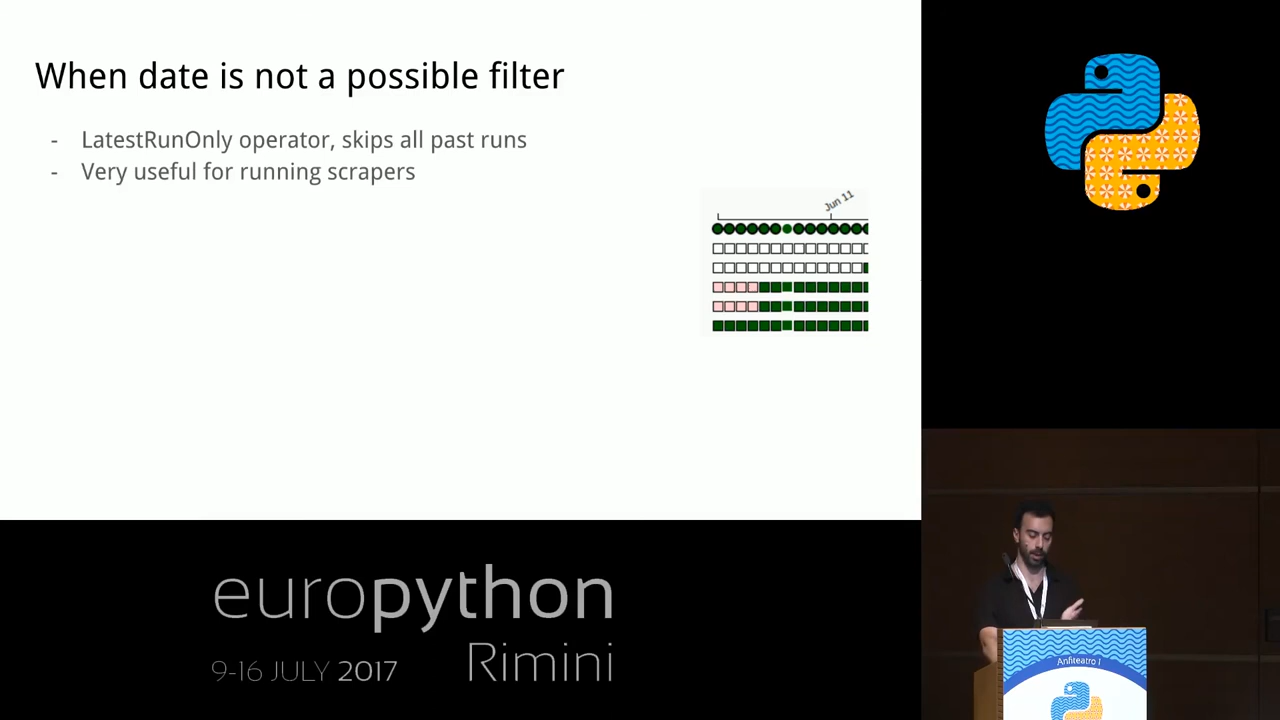 When date is not a possible filter
- LatestRunOnly operator, skips all past runs
- Very useful for running scrapers
Jun 11
europython
9-16 JULY 2017
Rimini
Anfiteatro I